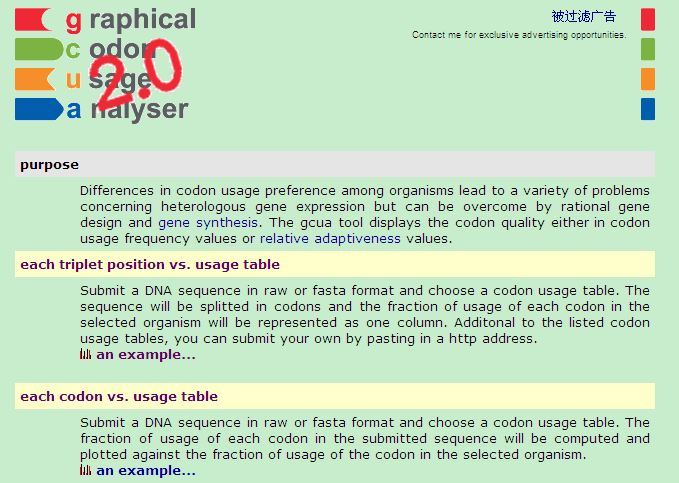 graphical
codon
usage
analyser
2.0
被过滤广告
Contact me for exclusive advertising opportunities.
purpose
Differences in codon usage preference among organisms lead to a variety of problems
concerning heterologous gene expression but can be overcome by rational gene
design and gene synthesis. The gcua tool displays the codon quality either in codon
usage frequency values or relative adaptiveness values.
each triplet position vs. usage table
Submit a DNA sequence in raw or fasta format and choose a codon usage table. The
sequence will be splitted in codons and the fraction of usage of each codon in the
selected organism will be represented as one column. Additonal to the listed codon
usage tables, you can submit your own by pasting in a http address.
an example...
each codon vs. usage table
Submit a DNA sequence in raw or fasta format and choose a codon usage table. The
fraction of usage of each codon in the submitted sequence will be computed and
plotted against the fraction of usage of the codon in the selected organism.
an example...